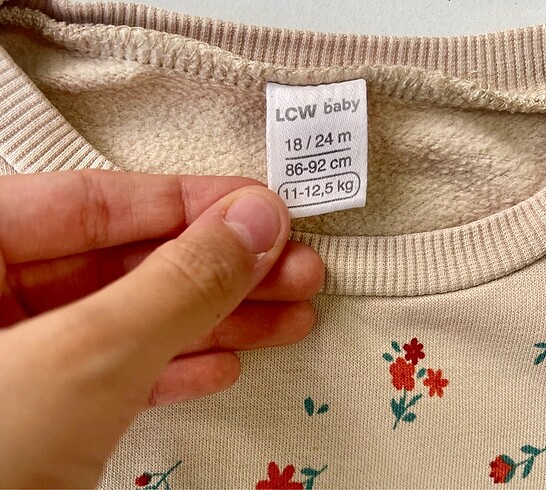 LCW baby
18 / 24 m
86-92 cm
11-12,5 kg